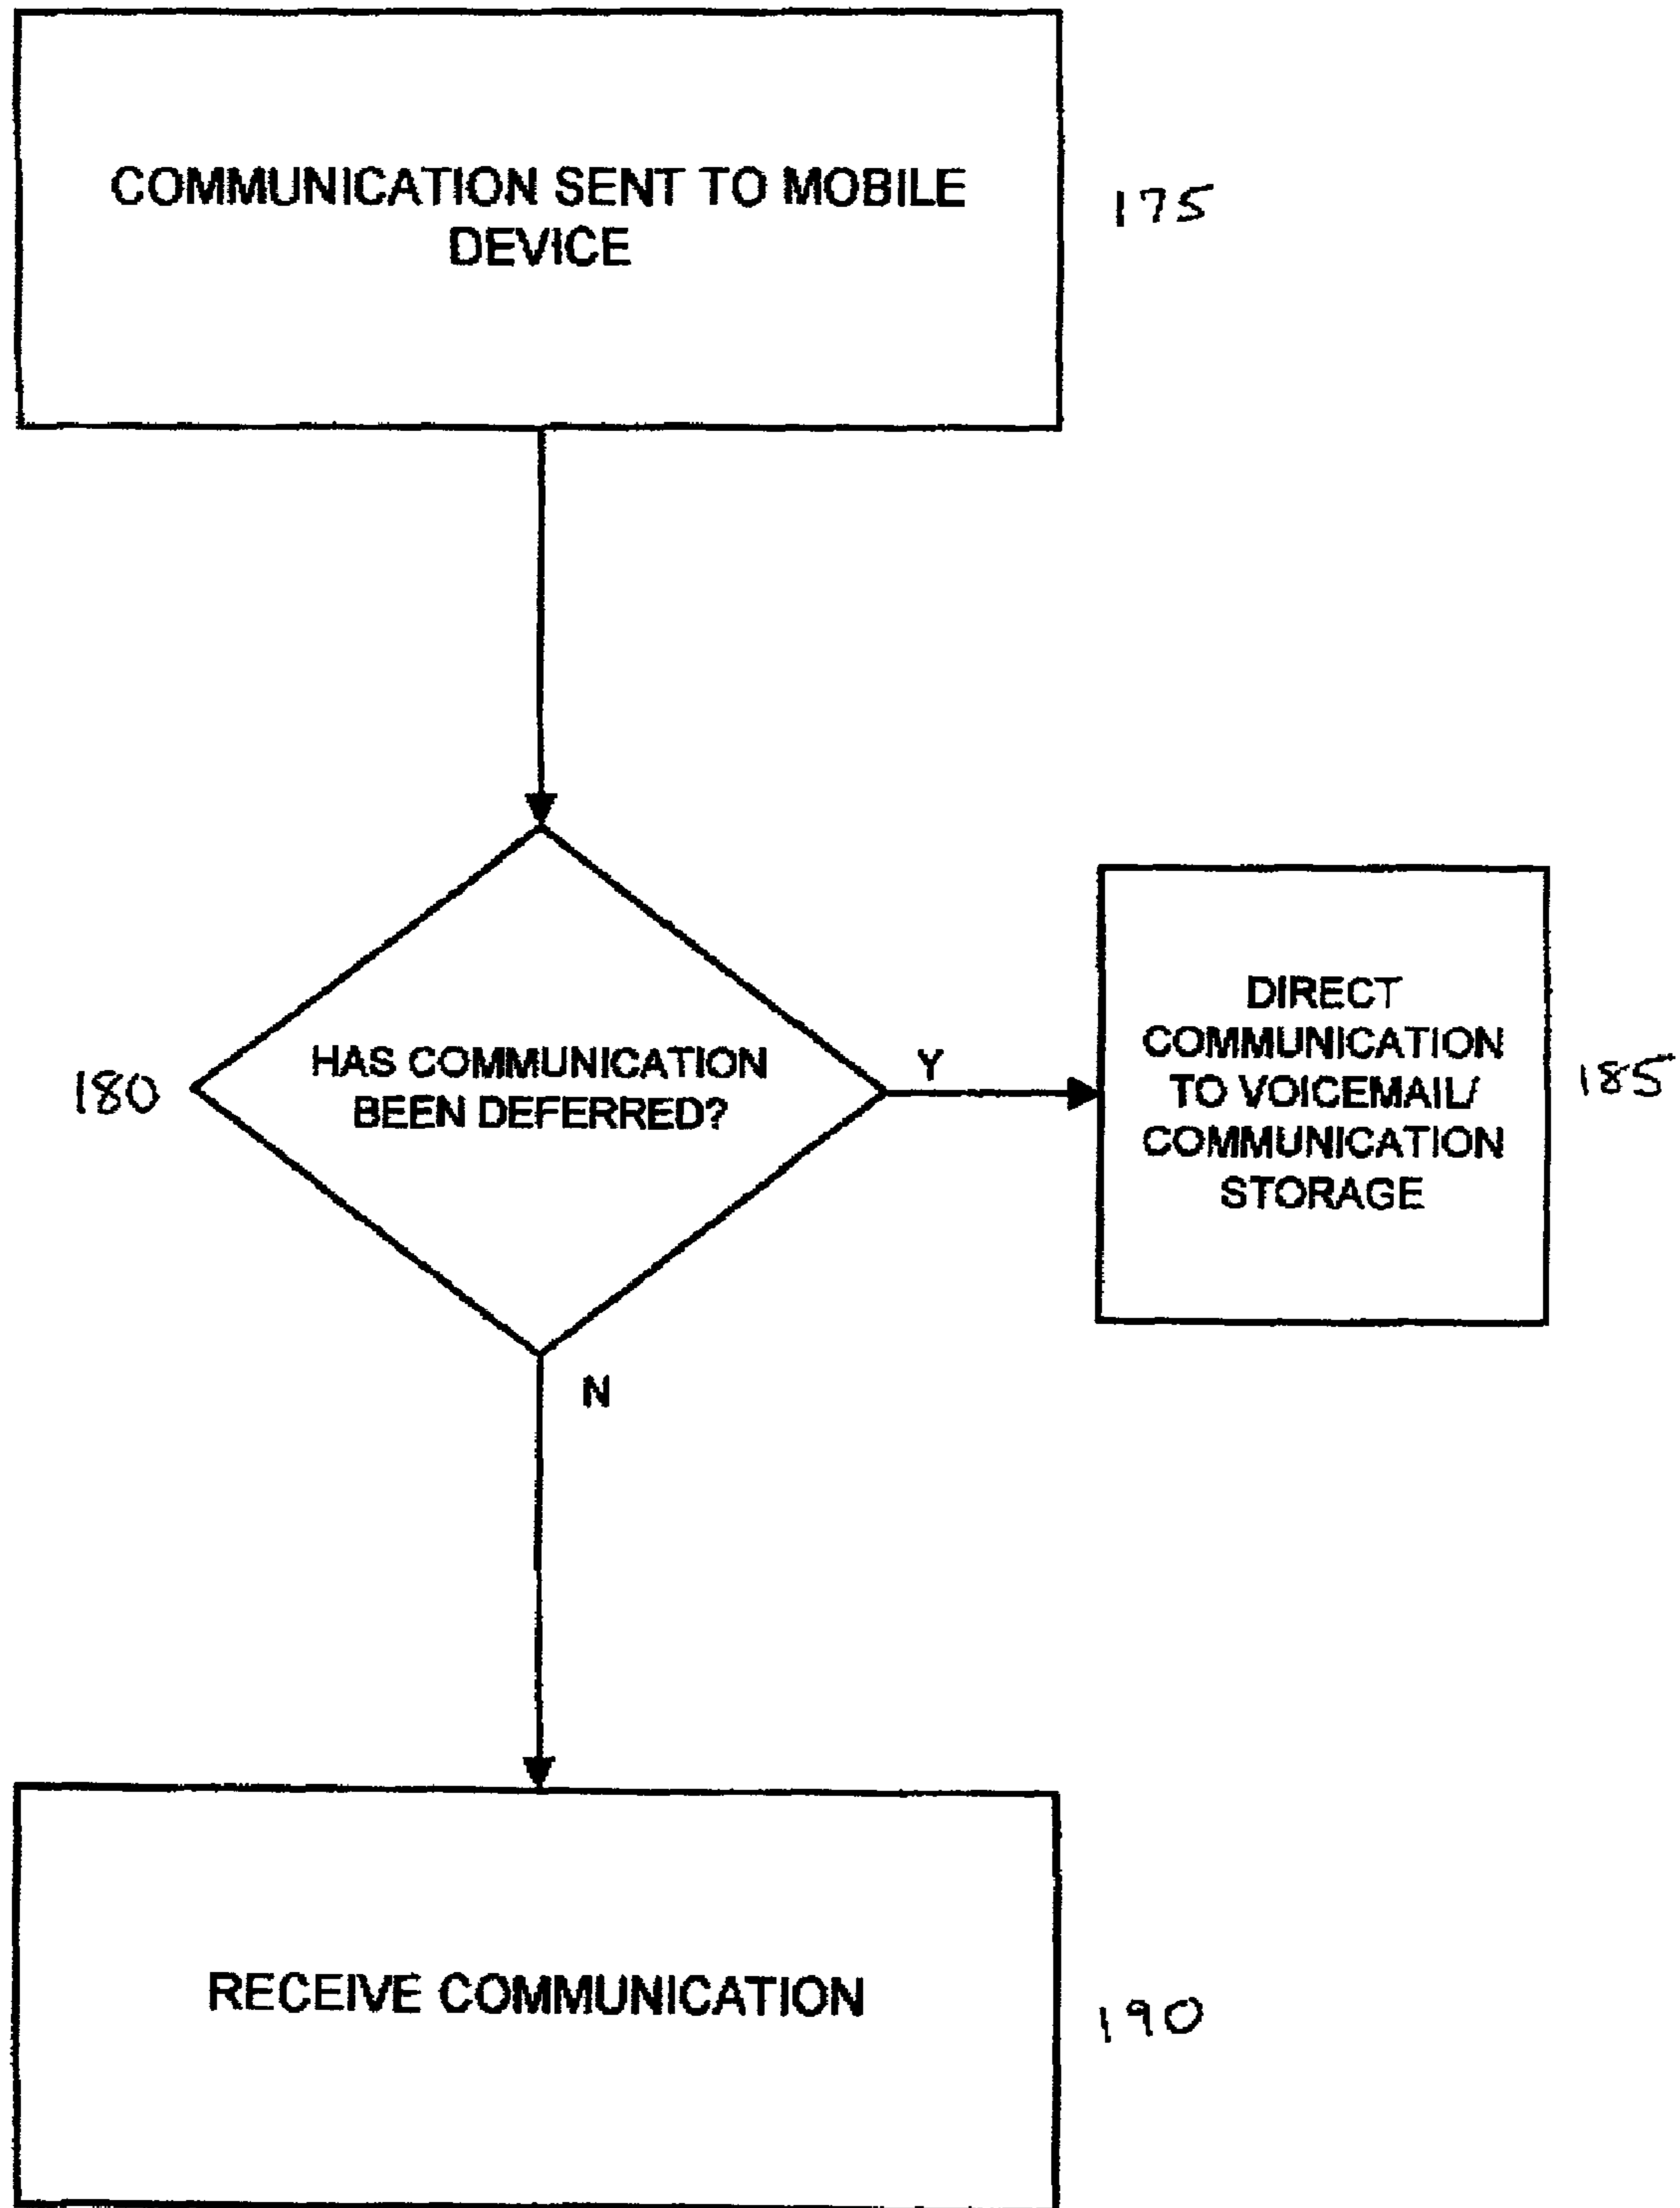 COMMUNICATION SENT TO MOBILE
DEVICE
175
HAS COMMUNICATION
BEEN DEFERRED?
180
Y
DIRECT
COMMUNICATION
TO VOICEMAIL/
COMMUNICATION
STORAGE
185
N
RECEIVE COMMUNICATION
190